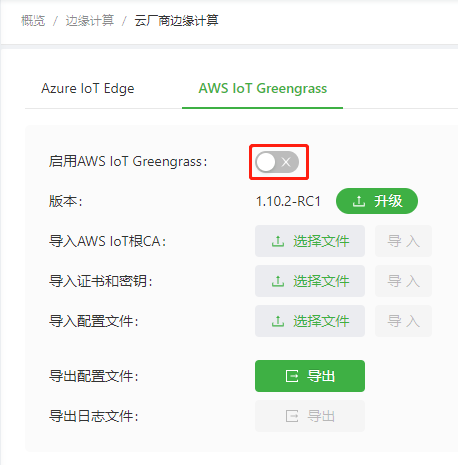 概览 / 边缘计算 / 云厂商边缘计算
Azure IoT Edge AWS IoT Greengrass
启用AWS IoT Greengrass：
版本： 1.10.2-RC1 升级
导入AWS IoT根CA： 选择文件 导 入
导入证书和密钥： 选择文件 导 入
导入配置文件： 选择文件 导 入
导出配置文件： 导出
导出日志文件： 导出